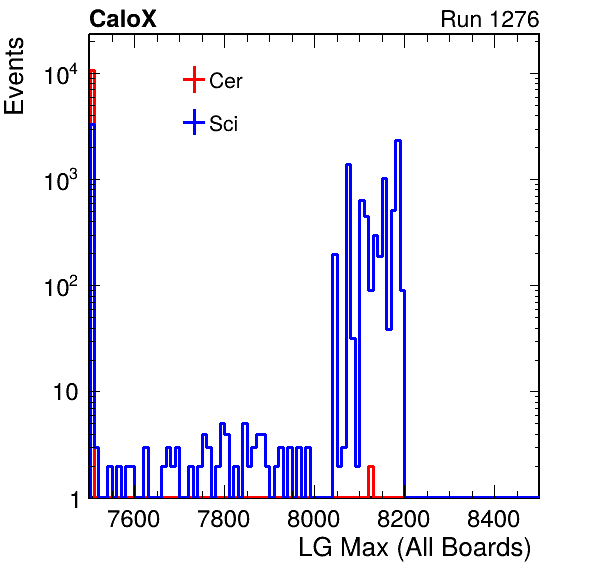 CaloX
Run 1276
Events
Cer
Sci
10^4
10^3
10^2
10
1
7600 7800 8000 8200 8400
LG Max (All Boards)